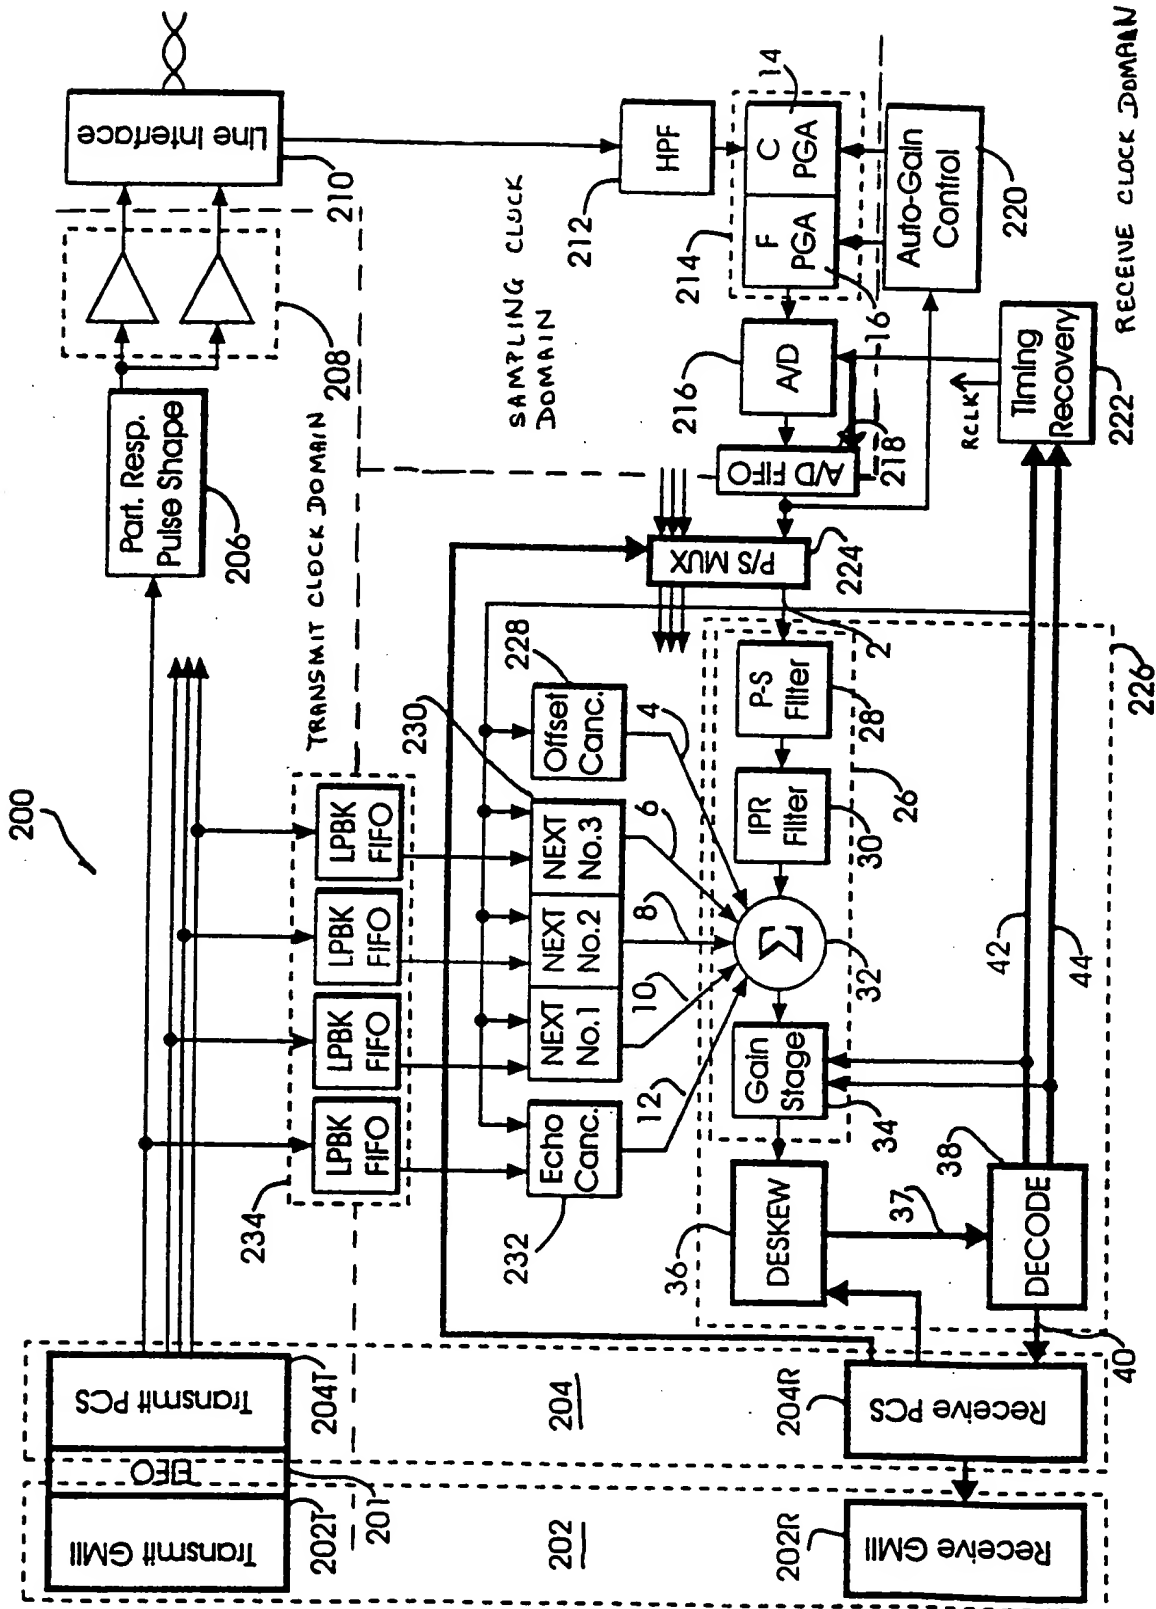 200
Transmit GMII
202T
FIFO
201
Transmit PCS
204T
202
204
Receive GMII
202R
Receive PCS
204R
40
Part. Resp.
Pulse Shape
206
208
Line Interface
210
TRANSMIT CLOCK DOMAIN
234
LPBK
FIFO
LPBK
FIFO
LPBK
FIFO
LPBK
FIFO
Echo
Canc.
232
NEXT
No.1
NEXT
No.2
NEXT
No.3
230
Offset
Canc.
228
12
10
8
6
4
2
SAMPLING CLOCK
DOMAIN
HPF
212
C
PGA
14
F
PGA
16
214
A/D
216
A/D FIFO
218
P/S MUX
224
P-S
Filter
28
IPR
Filter
30
26
Σ
32
Gain
Stage
34
DESKEW
36
37
DECODE
38
42
44
226
Auto-Gain
Control
220
Timing
Recovery
222
RCLK
RECEIVE CLOCK DOMAIN